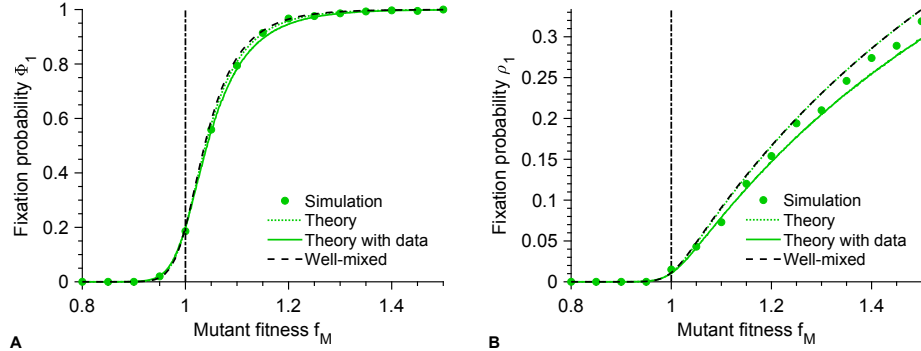 Fixation probability Φ1
1
0.8
0.6
0.4
0.2
0
0.8
1
1.2
1.4
Mutant fitness fM
Simulation
Theory
Theory with data
Well-mixed
A
Fixation probability ρ1
0.3
0.25
0.2
0.15
0.1
0.05
0
0.8
1
1.2
1.4
Mutant fitness fM
Simulation
Theory
Theory with data
Well-mixed
B